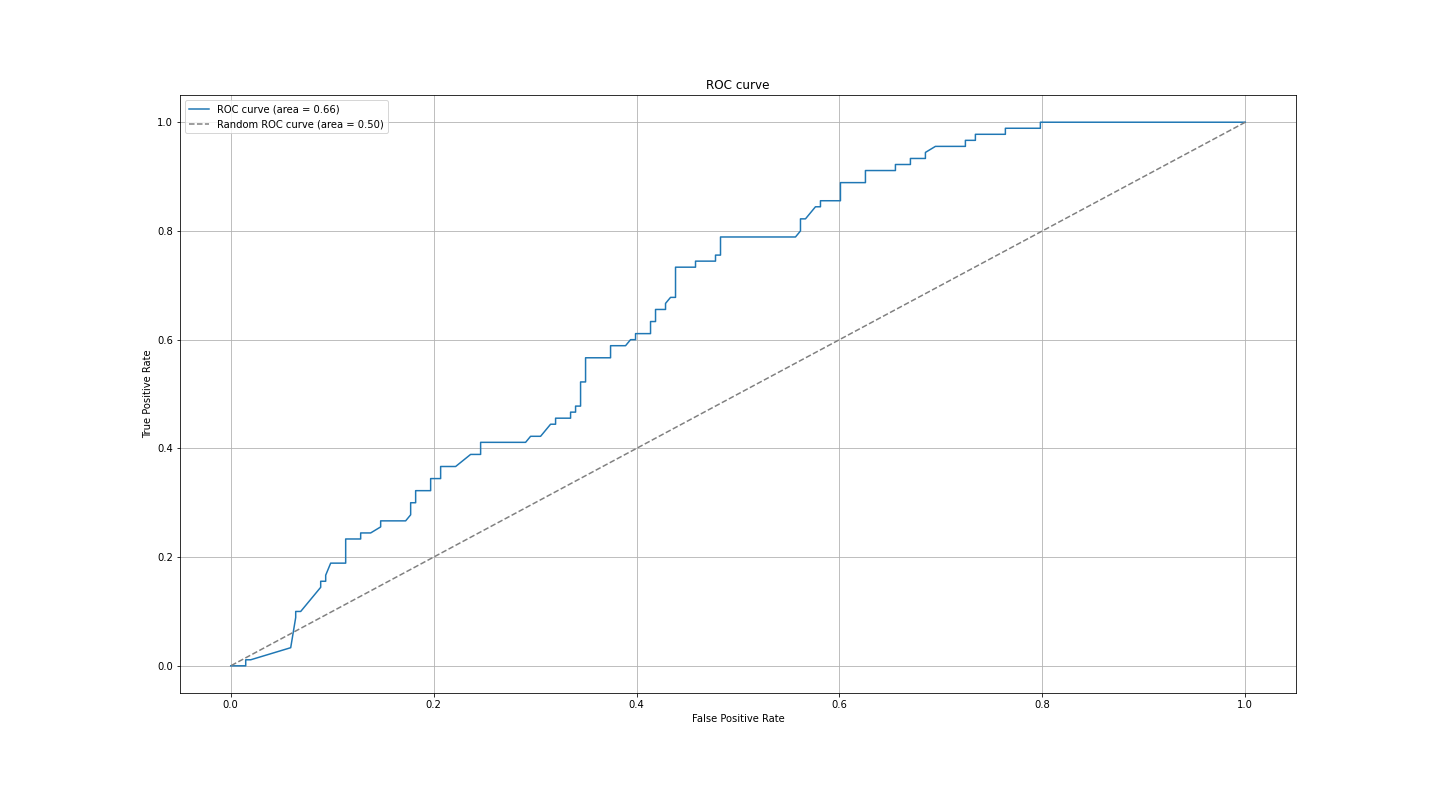 ROC curve
ROC curve (area = 0.66)
Random ROC curve (area = 0.50)
1.0
0.8
0.6
0.4
0.2
0.0
True Positive Rate
0.0 0.2 0.4 0.6 0.8 1.0
False Positive Rate